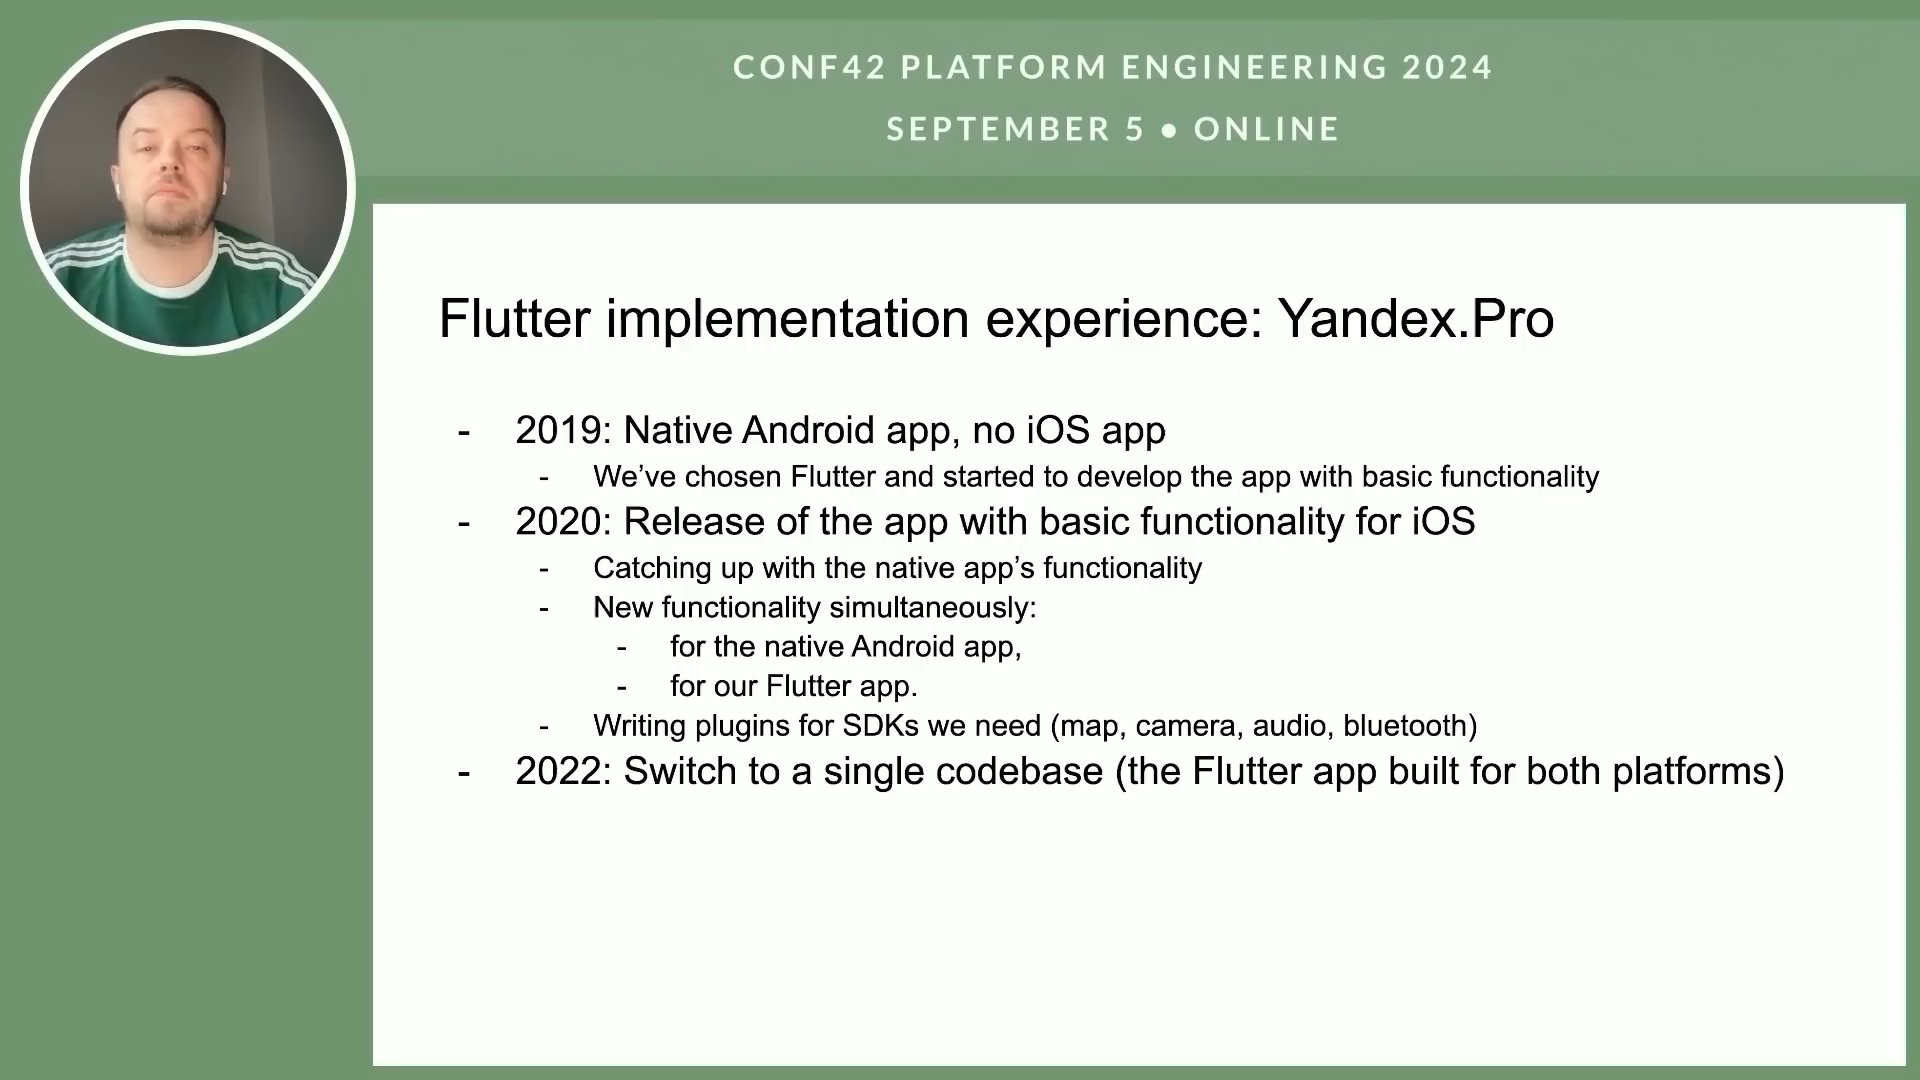 CONF42 PLATFORM ENGINEERING 2024
SEPTEMBER 5 ● ONLINE
Flutter implementation experience: Yandex.Pro
- 2019: Native Android app, no iOS app
- We’ve chosen Flutter and started to develop the app with basic functionality
- 2020: Release of the app with basic functionality for iOS
- Catching up with the native app’s functionality
- New functionality simultaneously:
- for the native Android app,
- for our Flutter app.
- Writing plugins for SDKs we need (map, camera, audio, bluetooth)
- 2022: Switch to a single codebase (the Flutter app built for both platforms)